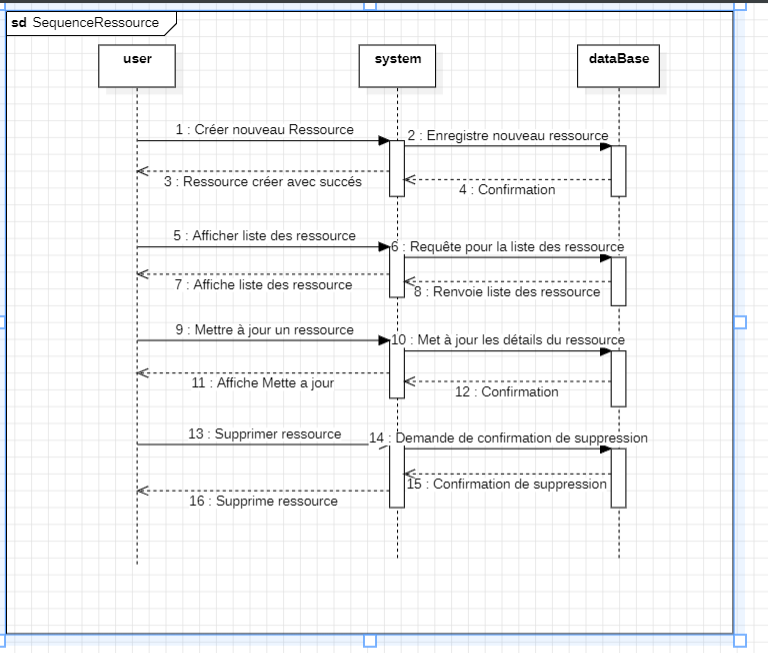 sd SequenceRessource
user
system
dataBase
1 : Créer nouveau Ressource
2 : Enregistre nouveau ressource
3 : Ressource créer avec succés
4 : Confirmation
5 : Afficher liste des ressource
6 : Requête pour la liste des ressource
7 : Affiche liste des ressource
8 : Renvoie liste des ressource
9 : Mettre à jour un ressource
10 : Met à jour les détails du ressource
11 : Affiche Mette a jour
12 : Confirmation
13 : Supprimer ressource
14 : Demande de confirmation de suppression
15 : Confirmation de suppression
16 : Supprime ressource